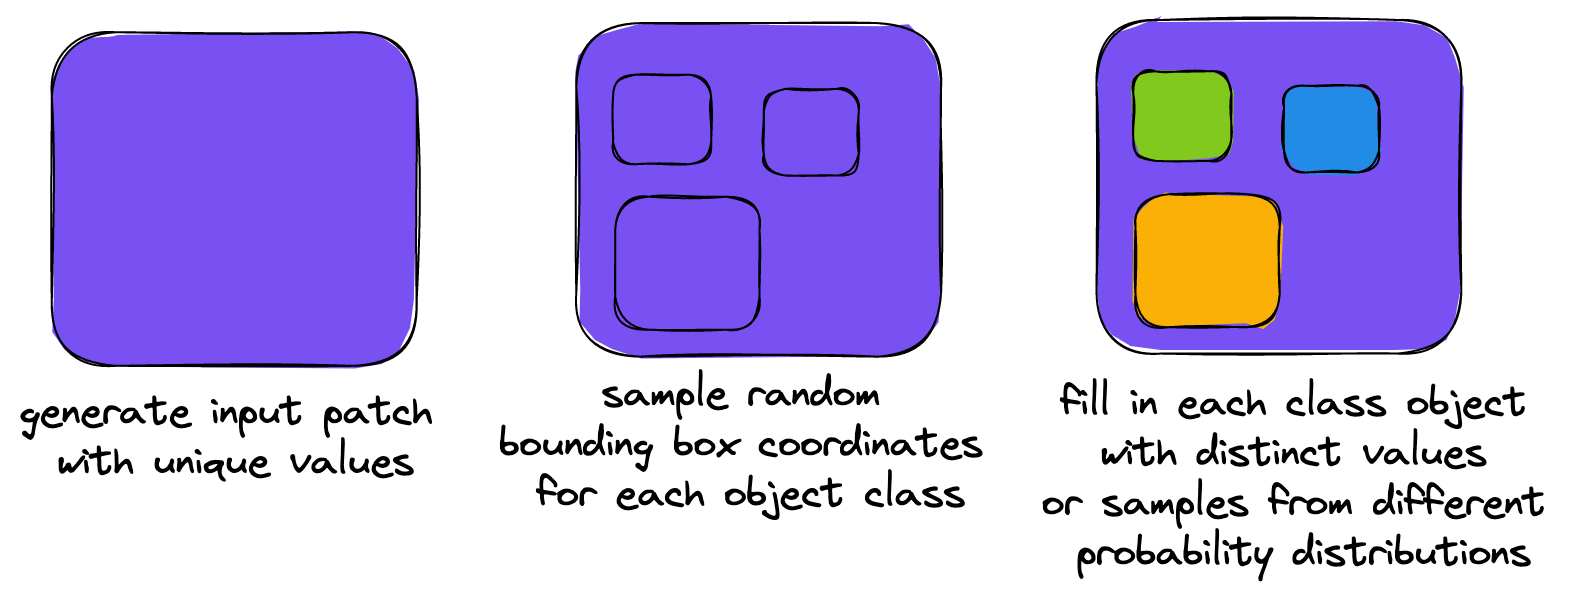 generate input patch
with unique values
sample random
bounding box coordinates
for each object class
fill in each class object
with distinct values
or samples from different
probability distributions